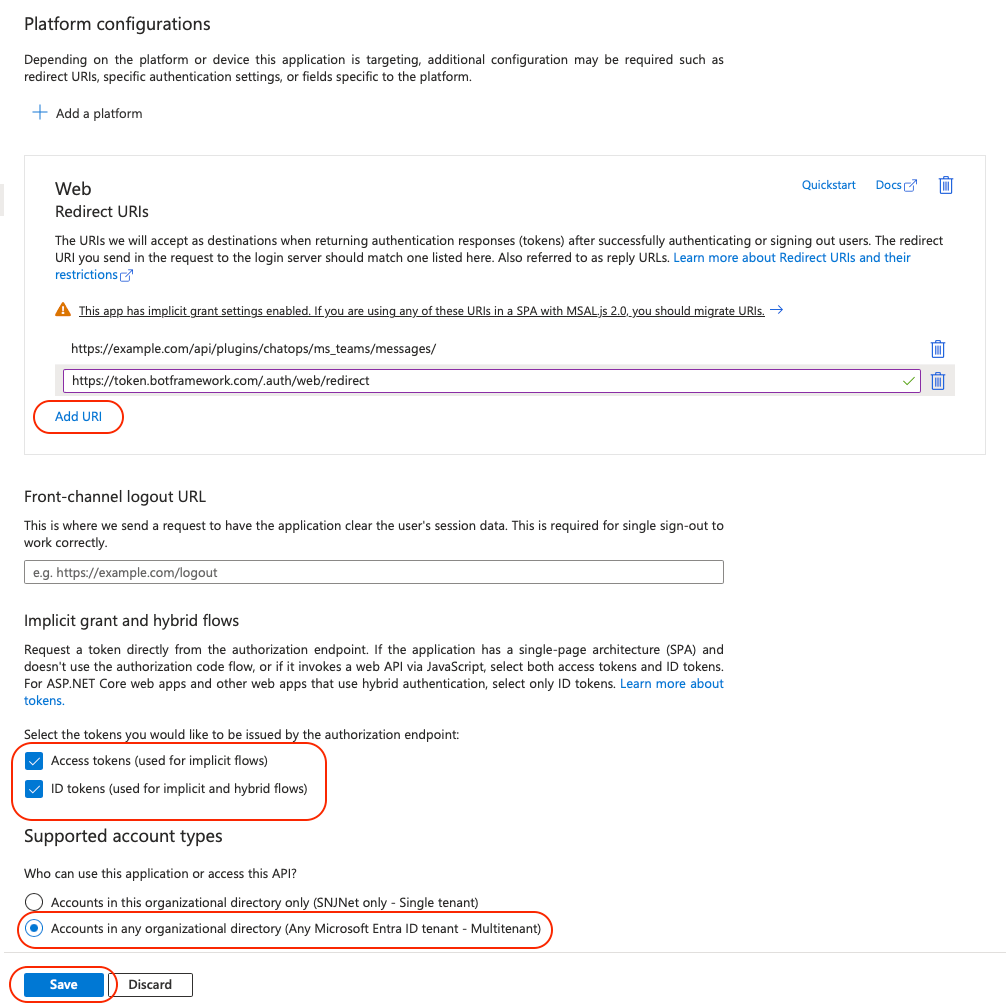 Platform configurations
Depending on the platform or device this application is targeting, additional configuration may be required such as
redirect URIs, specific authentication settings, or fields specific to the platform.
Add a platform
Web
Quickstart
Docs
Redirect URIs
The URIs we will accept as destinations when returning authentication responses (tokens) after successfully authenticating or signing out users. The redirect
URI you send in the request to the login server should match one listed here. Also referred to as reply URLs. Learn more about Redirect URIs and their
restrictions
This app has implicit grant settings enabled. If you are using any of these URIs in a SPA with MSAL.js 2.0, you should migrate URIs.
https://example.com/api/plugins/chatops/ms_teams/messages/
https://token.botframework.com/.auth/web/redirect
Add URI
Front-channel logout URL
This is where we send a request to have the application clear the user's session data. This is required for single sign-out to
work correctly.
e.g. https://example.com/logout
Implicit grant and hybrid flows
Request a token directly from the authorization endpoint. If the application has a single-page architecture (SPA) and
doesn't use the authorization code flow, or if it invokes a web API via JavaScript, select both access tokens and ID tokens.
For ASP.NET Core web apps and other web apps that use hybrid authentication, select only ID tokens. Learn more about
tokens.
Select the tokens you would like to be issued by the authorization endpoint:
Access tokens (used for implicit flows)
ID tokens (used for implicit and hybrid flows)
Supported account types
Who can use this application or access this API?
Accounts in this organizational directory only (SNJNet only - Single tenant)
Accounts in any organizational directory (Any Microsoft Entra ID tenant - Multitenant)
Save
Discard